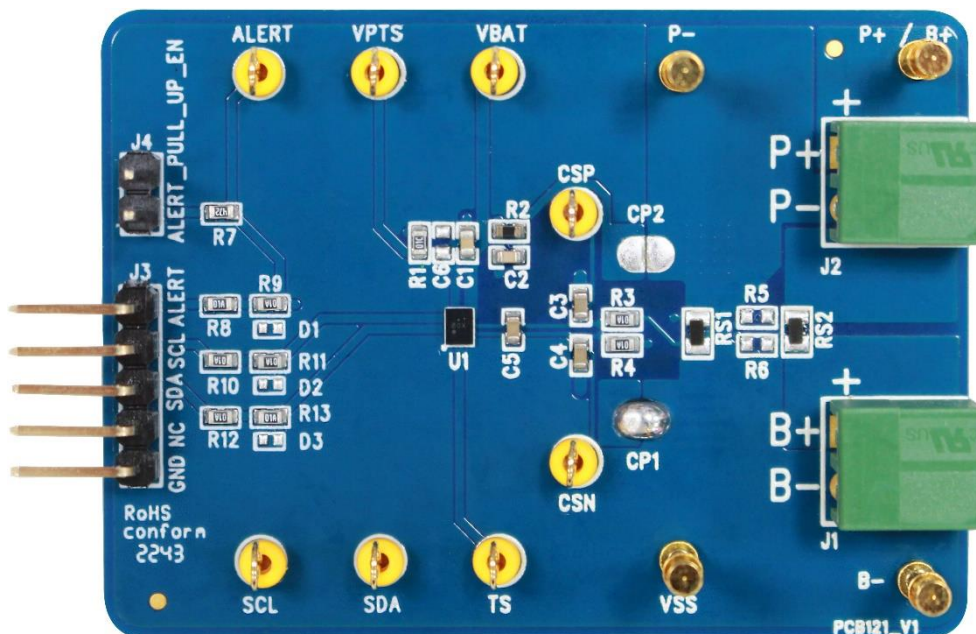 ALERT
VPTS
VBAT
P-
P+ / B+
J4
ALERT_PULL_UP_EN
R7
CSP
R2
CP2
R1
C6
C1
C2
+
P+
P-
J2
J3
ALERT
SCL
SDA
NC
GND
R9
R8
D1
R11
R10
D2
R13
R12
D3
U1
C5
C3
C4
R3
R4
RS1
R5
R6
RS2
CP1
CSN
+
B+
B-
J1
RoHS
conform
2243
SCL
SDA
TS
VSS
B-
PCB121_V1